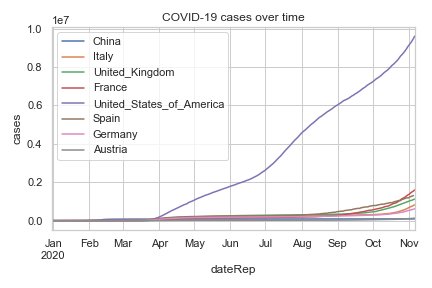 COVID-19 cases over time
1e7
1.0
0.8
0.6
0.4
0.2
0.0
cases
China
Italy
United_Kingdom
France
United_States_of_America
Spain
Germany
Austria
Jan Feb Mar Apr May Jun Jul Aug Sep Oct Nov
2020
dateRep